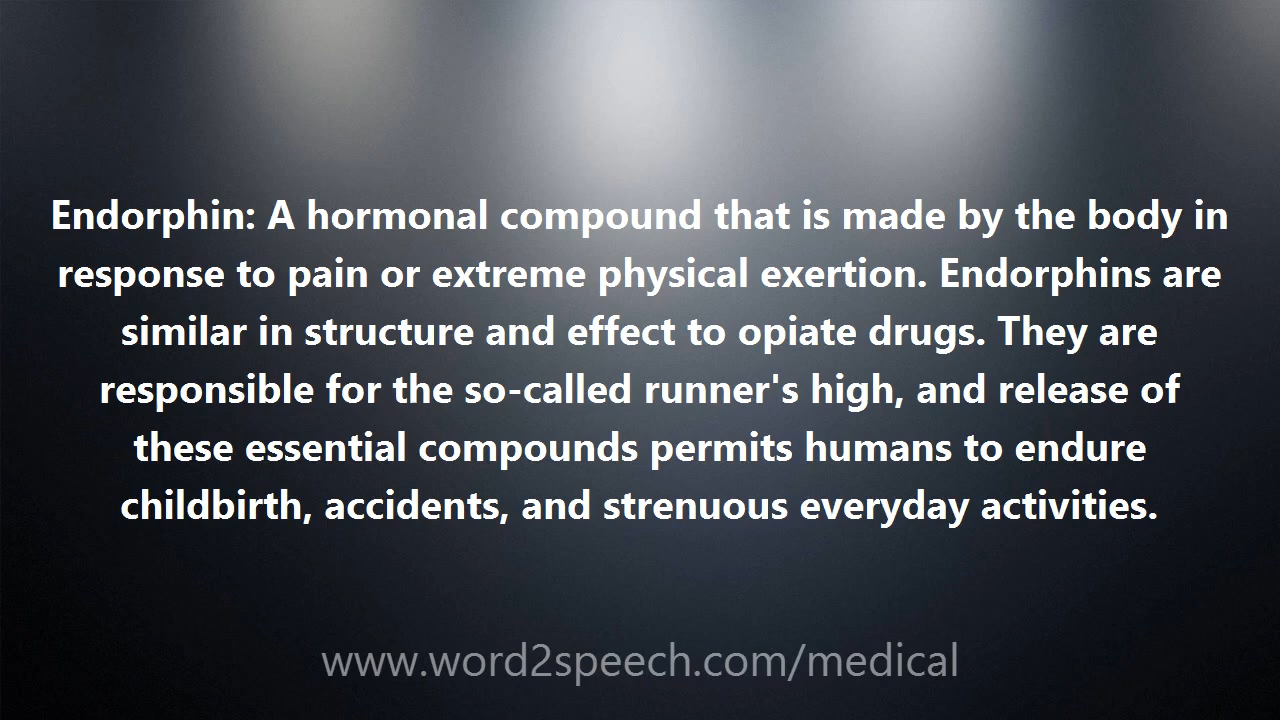 Endorphin: A hormonal compound that is made by the body in
response to pain or extreme physical exertion. Endorphins are
similar in structure and effect to opiate drugs. They are
responsible for the so-called runner's high, and release of
these essential compounds permits humans to endure
childbirth, accidents, and strenuous everyday activities.
www.word2speech.com/medical